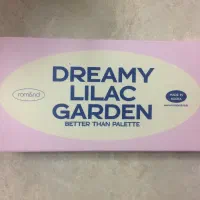 DREAMY
LILAC
rom&nd
GARDEN
BETTER THAN PALETTE